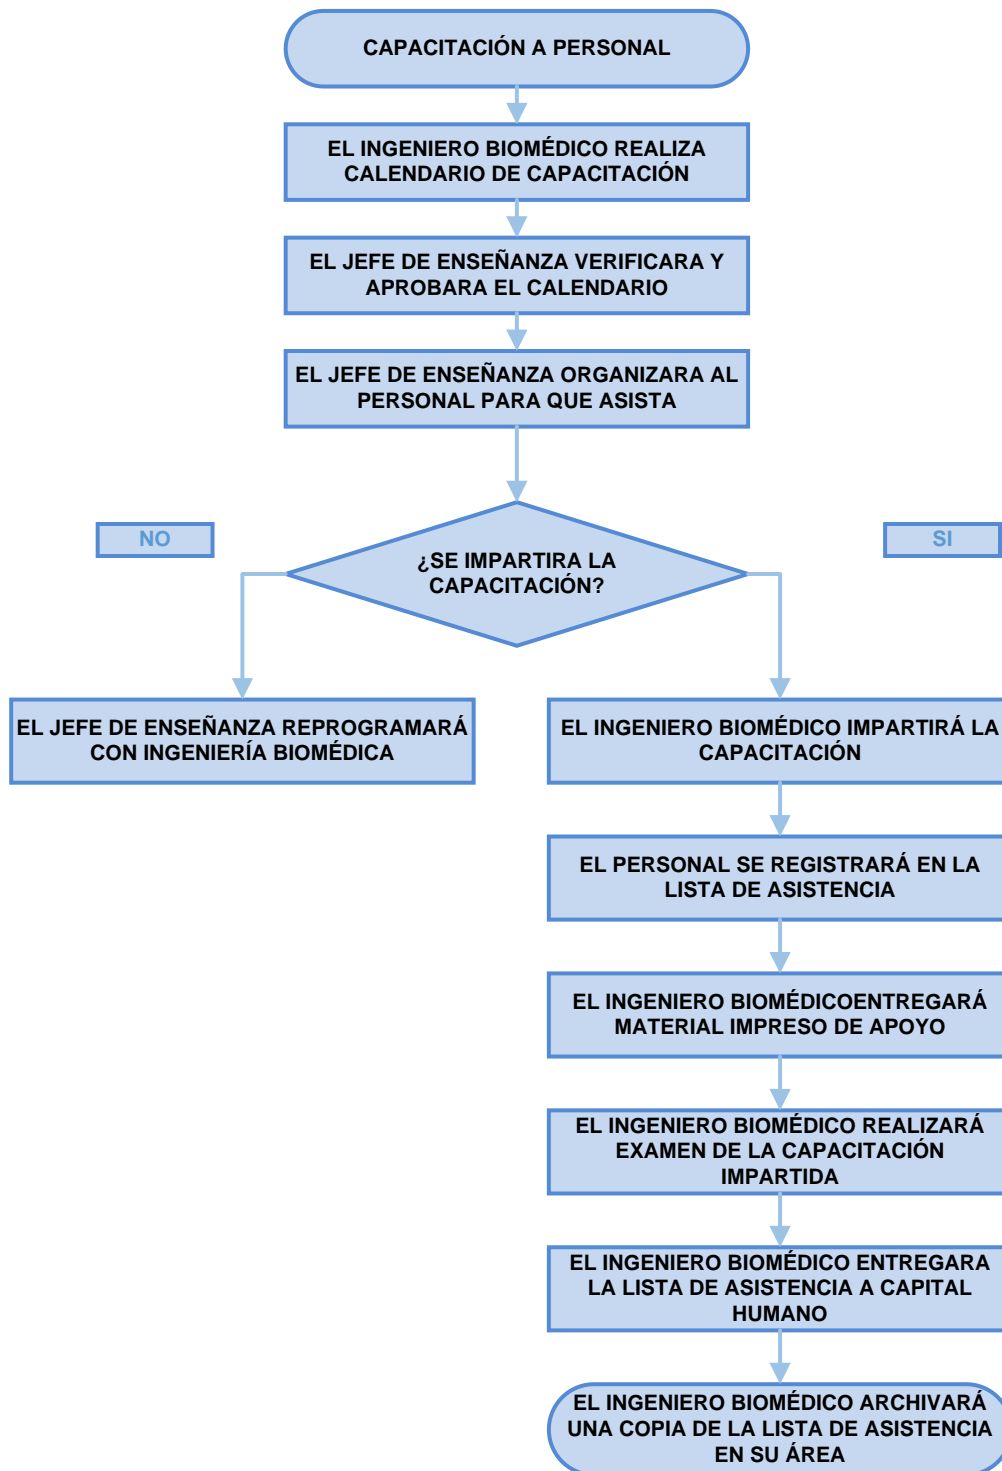 CAPACITACIÓN A PERSONAL
EL INGENIERO BIOMÉDICO REALIZA
CALENDARIO DE CAPACITACIÓN
EL JEFE DE ENSEÑANZA VERIFICARA Y
APROBARA EL CALENDARIO
EL JEFE DE ENSEÑANZA ORGANIZARA AL
PERSONAL PARA QUE ASISTA
NO
SI
¿SE IMPARTIRA LA
CAPACITACIÓN?
EL JEFE DE ENSEÑANZA REPROGRAMARÁ
CON INGENIERÍA BIOMÉDICA
EL INGENIERO BIOMÉDICO IMPARTIRÁ LA
CAPACITACIÓN
EL PERSONAL SE REGISTRARÁ EN LA
LISTA DE ASISTENCIA
EL INGENIERO BIOMÉDICOENTREGARÁ
MATERIAL IMPRESO DE APOYO
EL INGENIERO BIOMÉDICO REALIZARÁ
EXAMEN DE LA CAPACITACIÓN
IMPARTIDA
EL INGENIERO BIOMÉDICO ENTREGARA
LA LISTA DE ASISTENCIA A CAPITAL
HUMANO
EL INGENIERO BIOMÉDICO ARCHIVARÁ
UNA COPIA DE LA LISTA DE ASISTENCIA
EN SU ÁREA